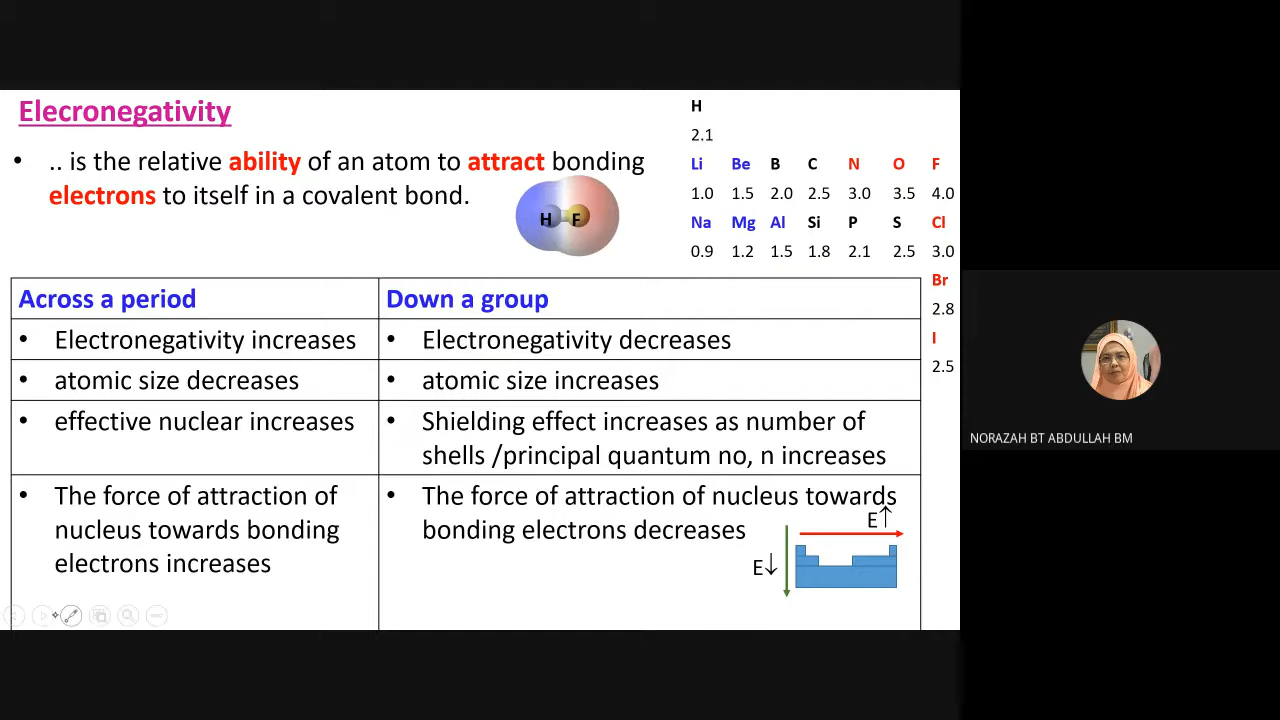 Elecronegativity
• .. is the relative ability of an atom to attract bonding
electrons to itself in a covalent bond.
H F
H
2.1
Li Be B C N O F
1.0 1.5 2.0 2.5 3.0 3.5 4.0
Na Mg Al Si P S Cl
0.9 1.2 1.5 1.8 2.1 2.5 3.0
Br
2.8
I
2.5
Across a period
Down a group
• Electronegativity increases
• Electronegativity decreases
• atomic size decreases
• atomic size increases
• effective nuclear increases
• Shielding effect increases as number of
shells /principal quantum no, n increases
• The force of attraction of
nucleus towards bonding
electrons increases
• The force of attraction of nucleus towards
bonding electrons decreases
E↑
E↓
NORAZAH BT ABDULLAH BM